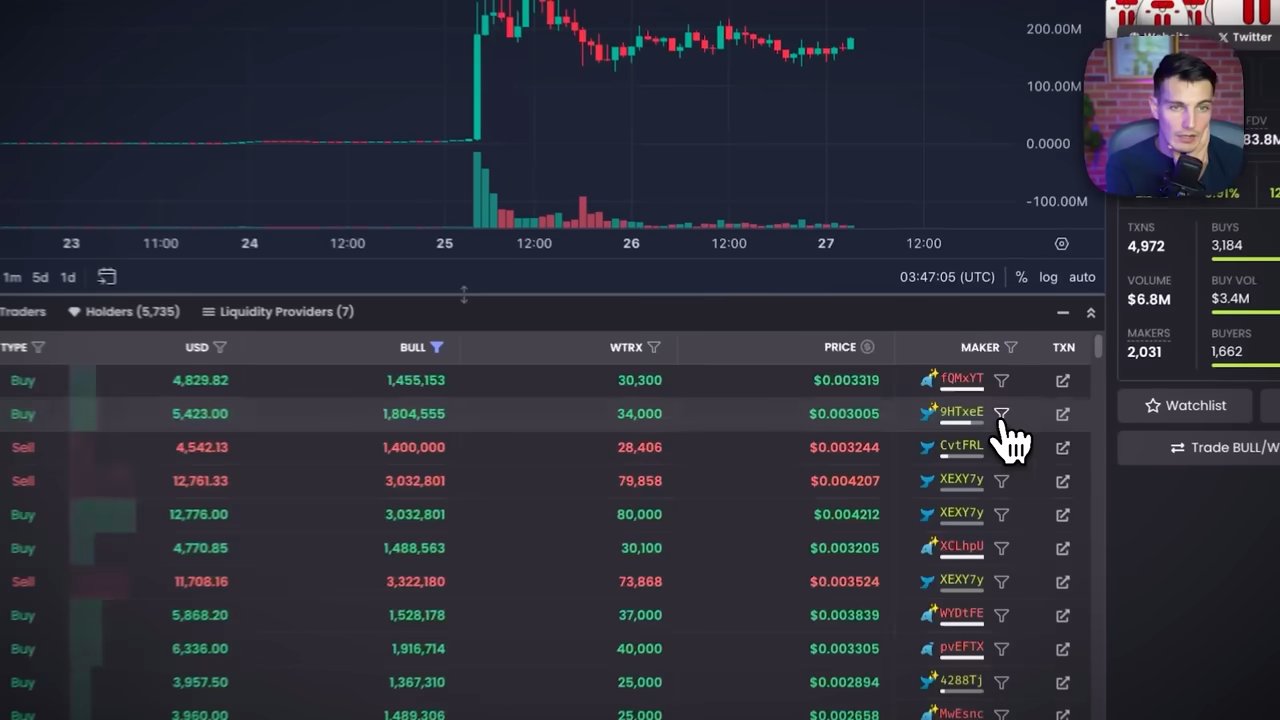 200.00M
100.00M
0.0000
-100.00M
23 11:00 24 12:00 25 12:00 26 12:00 27 12:00
1m 5d 1d 03:47:05 (UTC) % log auto
Traders Holders (5,735) Liquidity Providers (7)
TYPE USD BULL WTRX PRICE MAKER TXN
Buy 4,829.82 1,455,153 30,300 $0.003319 fQMxYT
Buy 5,423.00 1,804,555 34,000 $0.003005 9HTxeE
Sell 4,542.13 1,400,000 28,406 $0.003244 CvtFRL
Sell 12,761.33 3,032,801 79,858 $0.004207 XEXY7y
Buy 12,776.00 3,032,801 80,000 $0.004212 XEXY7y
Buy 4,770.85 1,488,563 30,100 $0.003205 XCLhpU
Sell 11,708.16 3,322,180 73,868 $0.003524 XEXY7y
Buy 5,868.20 1,528,178 37,000 $0.003839 WYDtFE
Buy 6,336.00 1,916,714 40,000 $0.003305 pvEFTX
Buy 3,957.50 1,367,310 25,000 $0.002894 4288Tj
Buy 3,960.00 1,489,306 25,000 $0.002658 MwEsnc
Website X Twitter
FDV
83.8M
TXNS BUYS
4,972 3,184
VOLUME BUY VOL
$6.8M $3.4M
MAKERS BUYERS
2,031 1,662
Watchlist
Trade BULL/W